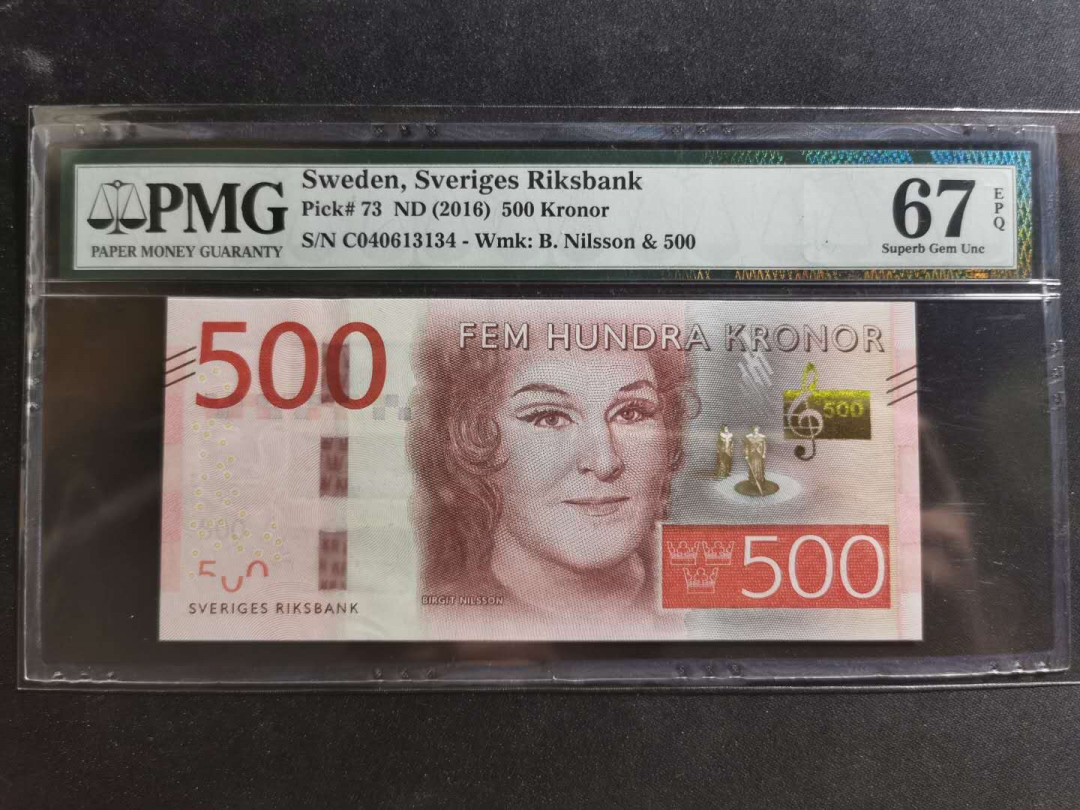 PMG
PAPER MONEY GUARANTY
Sweden, Sveriges Riksbank
Pick# 73 ND (2016) 500 Kronor
S/N C040613134 - Wmk: B. Nilsson & 500
67
EPQ
Superb Gem Unc
500
FEM HUNDRA KRONOR
500
500
BIRGIT NILSSON
500
SVERIGES RIKSBANK